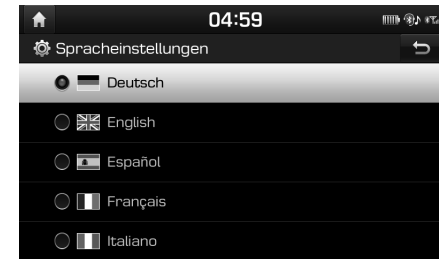 04:59
Spracheinstellungen
Deutsch
English
Español
Français
Italiano